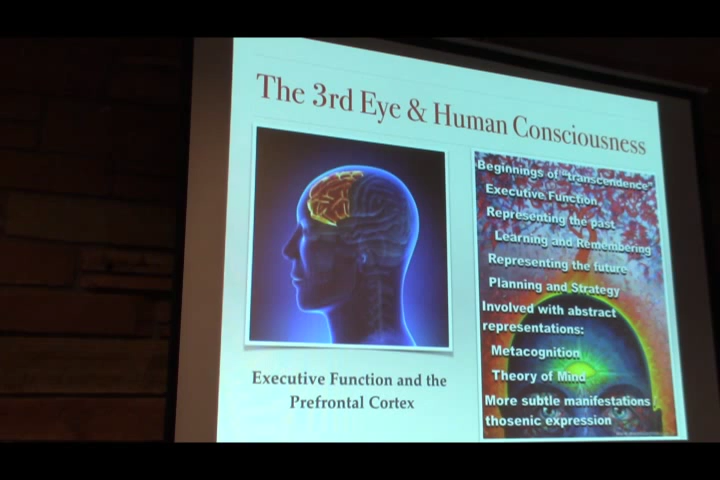 The 3rd Eye & Human Consciousness
Beginnings of "transcendence"
Executive Function
Representing the past
Learning and Remembering
Representing the future
Planning and Strategy
Involved with abstract
representations:
Metacognition
Theory of Mind
More subtle manifestations
thosenic expression
Executive Function and the
Prefrontal Cortex